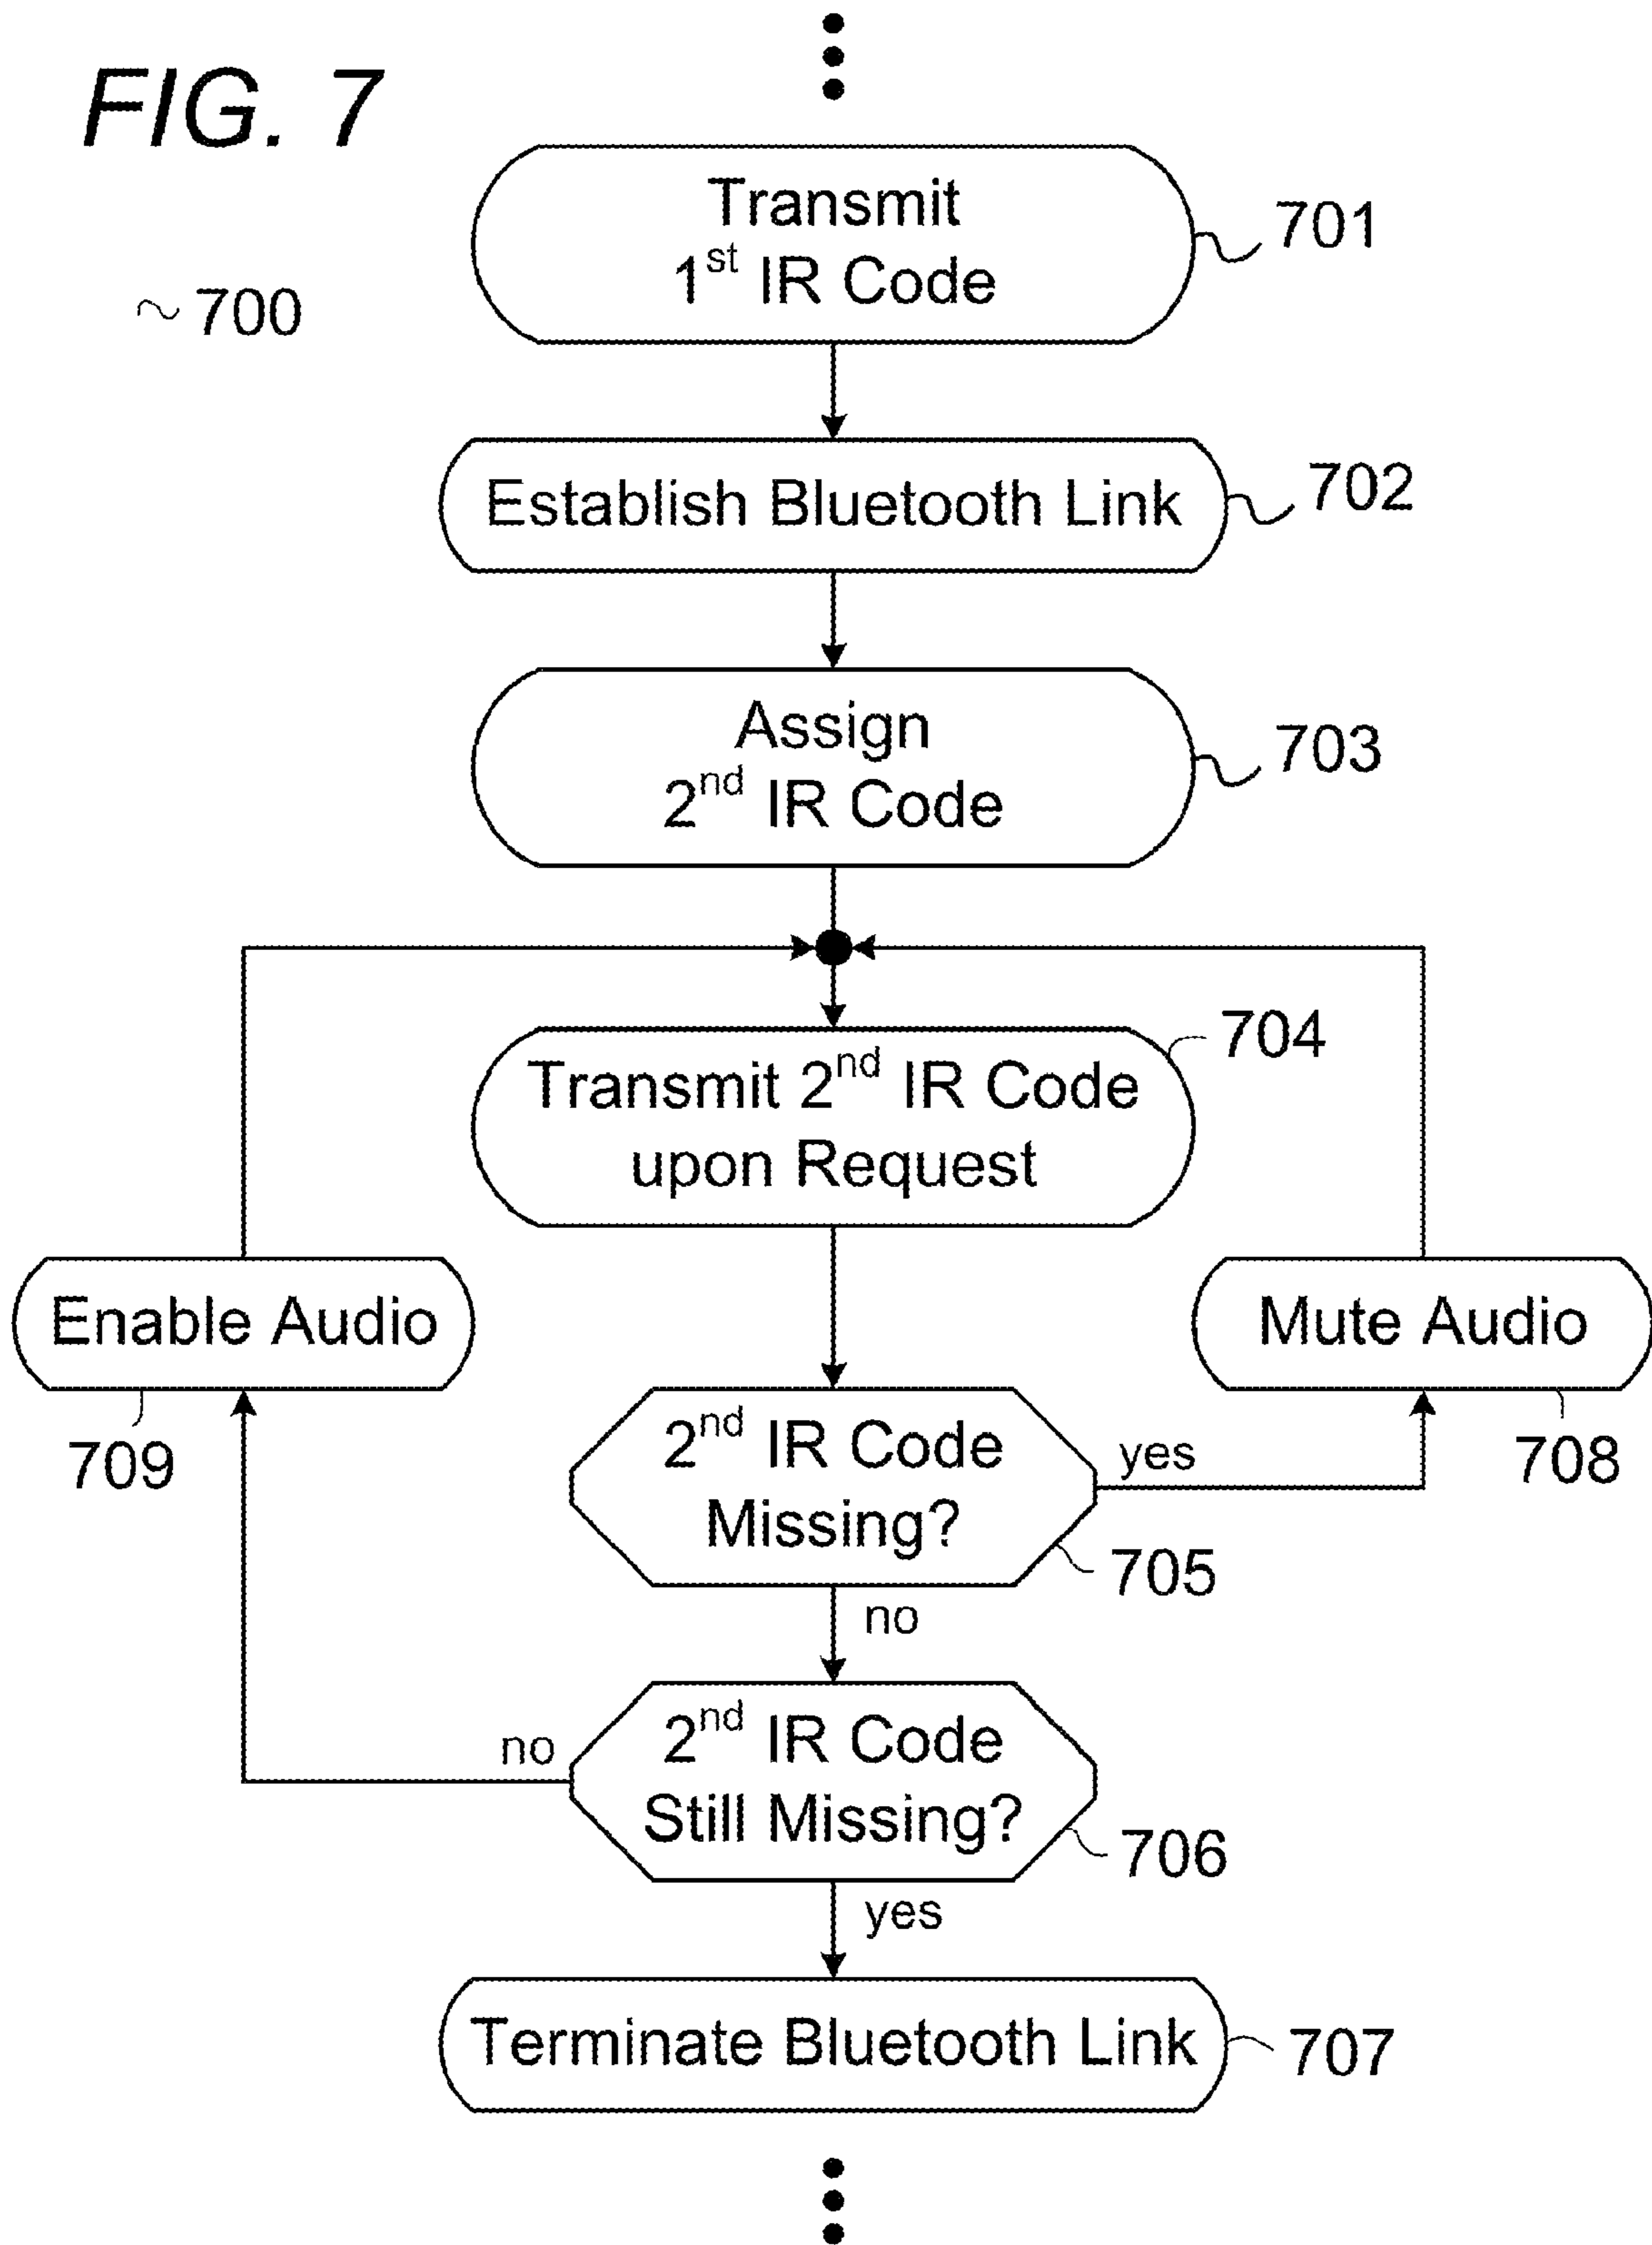 FIG. 7
Transmit
1st IR Code
701
~ 700
Establish Bluetooth Link
702
Assign
2nd IR Code
703
704
Transmit 2nd IR Code
upon Request
Enable Audio
709
Mute Audio
708
2nd IR Code
Missing?
yes
705
no
2nd IR Code
Still Missing?
no
706
yes
Terminate Bluetooth Link
707